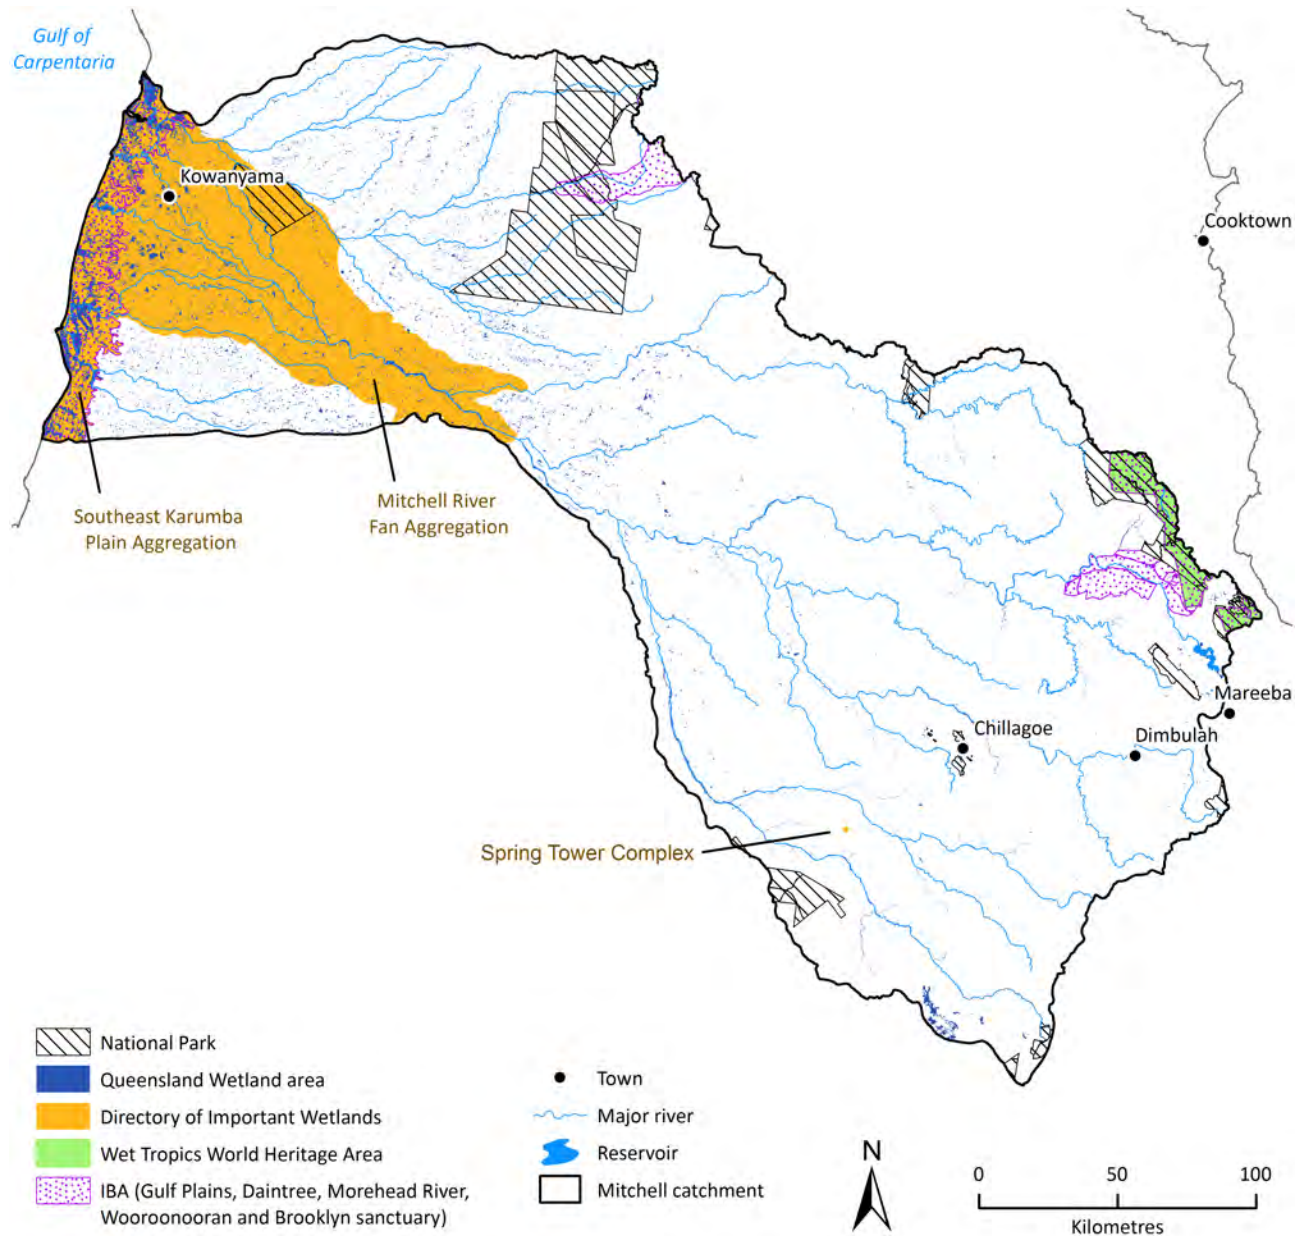 Gulf of
Carpentaria
Kowanyama
Cooktown
Southeast Karumba
Plain Aggregation
Mitchell River
Fan Aggregation
Mareeba
Chillagoe
Dimbulah
Spring Tower Complex
National Park
Queensland Wetland area
Directory of Important Wetlands
Wet Tropics World Heritage Area
IBA (Gulf Plains, Daintree, Morehead River,
Wooroonooran and Brooklyn sanctuary)
Town
Major river
Reservoir
Mitchell catchment
N
0 50 100
Kilometres